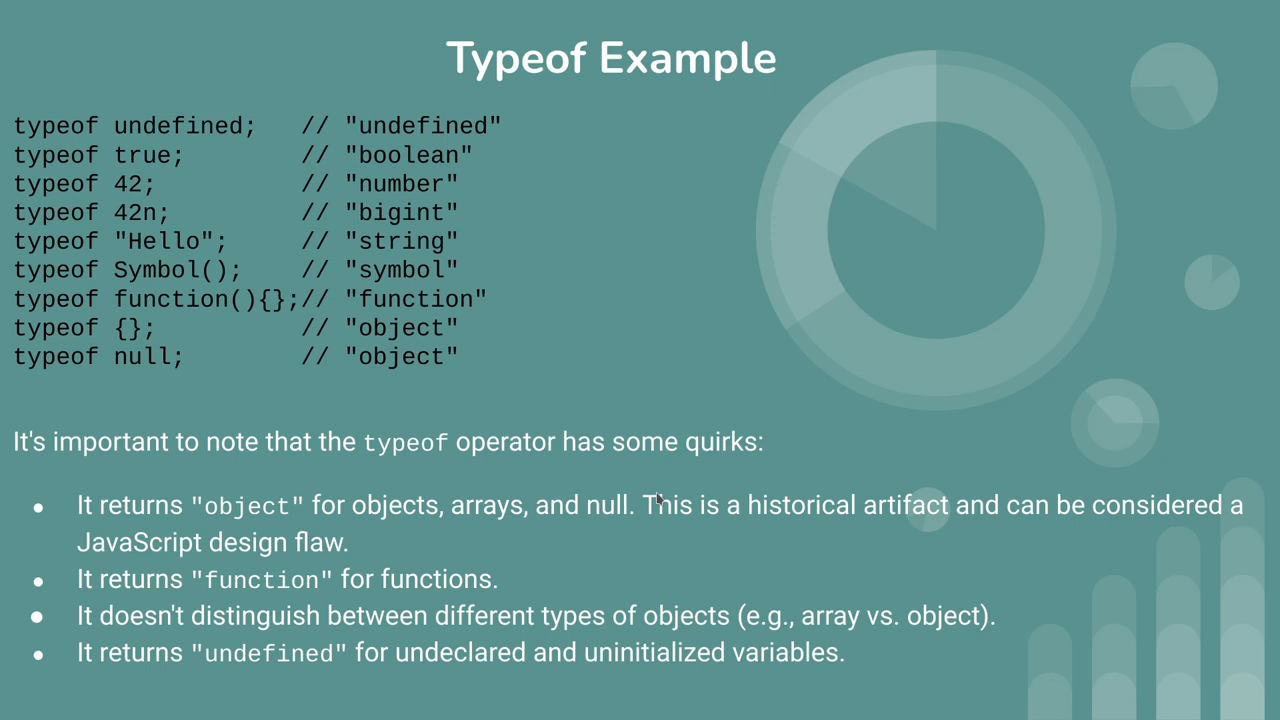 Typeof Example
typeof undefined;   // "undefined"
typeof true;        // "boolean"
typeof 42;          // "number"
typeof 42n;         // "bigint"
typeof "Hello";     // "string"
typeof Symbol();    // "symbol"
typeof function(){};// "function"
typeof {};          // "object"
typeof null;        // "object"
It's important to note that the typeof operator has some quirks:
● It returns "object" for objects, arrays, and null. This is a historical artifact and can be considered a
JavaScript design flaw.
● It returns "function" for functions.
● It doesn't distinguish between different types of objects (e.g., array vs. object).
● It returns "undefined" for undeclared and uninitialized variables.